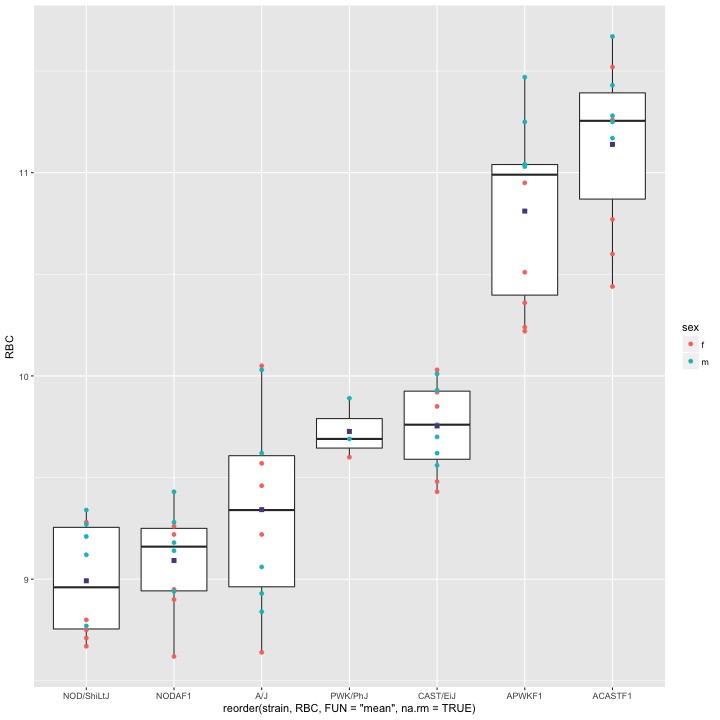 RBC
11
10
9
NOD/ShiLtJ NODAF1 A/J PWK/PhJ CAST/EiJ APWKF1 ACASTF1
reorder(strain, RBC, FUN = "mean", na.rm = TRUE)
sex
f
m